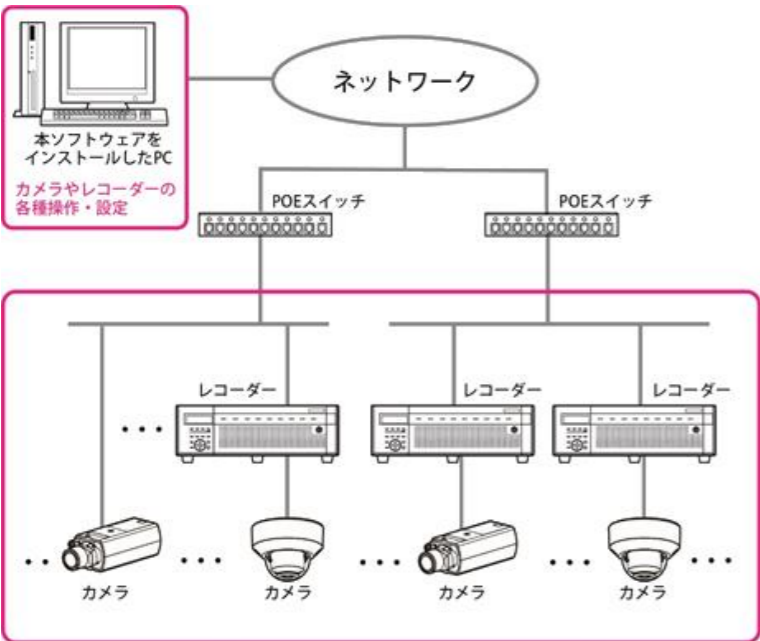 ネットワーク
本ソフトウェアを
インストールしたPC
カメラやレコーダーの
各種操作・設定
POEスイッチ
POEスイッチ
レコーダー
レコーダー
レコーダー
カメラ
カメラ
カメラ
カメラ